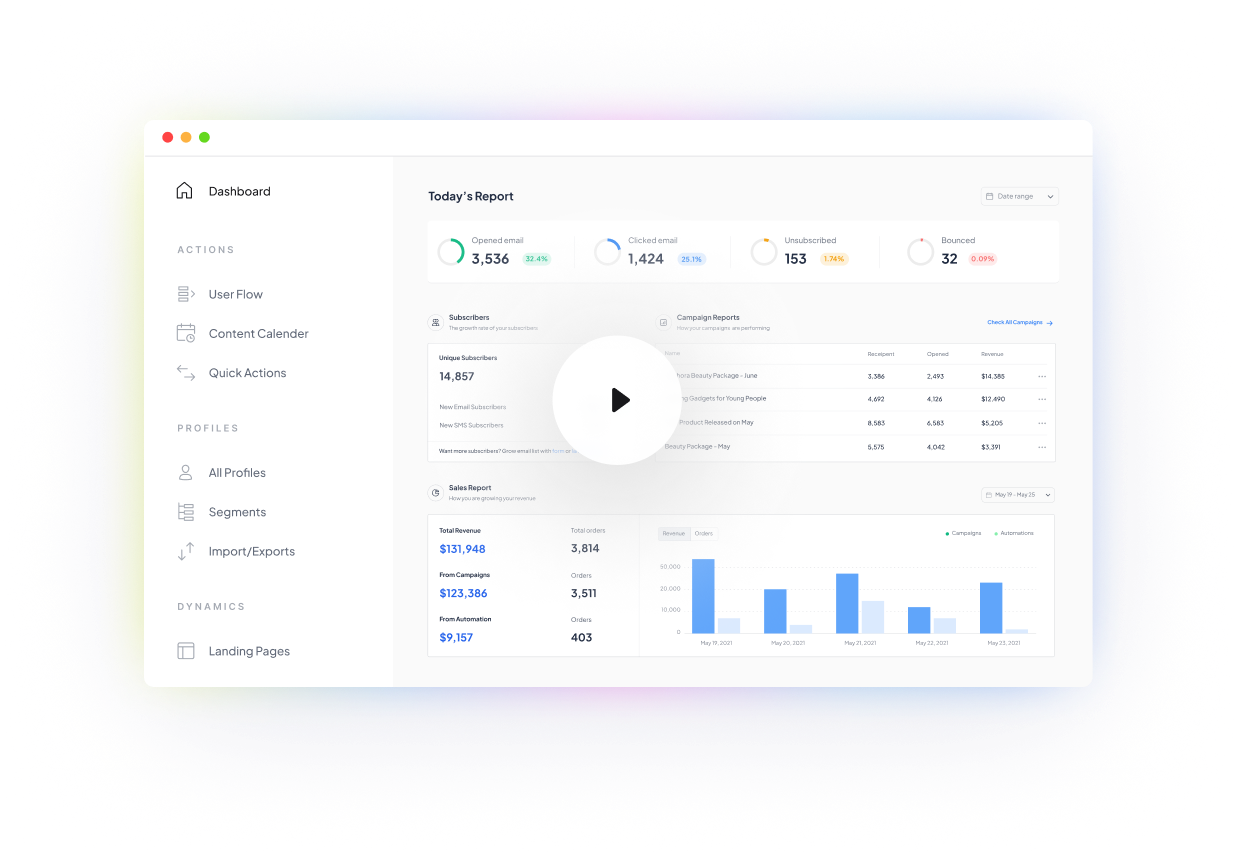 Dashboard
ACTIONS
User Flow
Content Calender
Quick Actions
PROFILES
All Profiles
Segments
Import/Exports
DYNAMICS
Landing Pages
Today's Report
Date range
Opened email
3,536 32.4%
Clicked email
1,424 25.1%
Unsubscribed
153 1.74%
Bounced
32 0.09%
Subscribers
The growth rate of your subscribers
Unique Subscribers
14,857
New Email Subscribers
New SMS Subscribers
Want more subscribers? Grow email list with form or
Campaign Reports
How your campaigns are performing
Check All Campaigns
Name Receipent Opened Revenue
Beauty Package - June 3,386 2,493 $14,385
Gadgets for Young People 4,692 4,126 $12,490
Product Released on May 8,583 6,583 $5,205
Beauty Package - May 5,575 4,042 $3,391
Sales Report
How you are growing your revenue
May 19 - May 25
Total Revenue Total orders
$131,948 3,814
From Campaigns Orders
$123,386 3,511
From Automation Orders
$9,157 403
Revenue Orders
Campaigns Automations
50,000
20,000
10,000
0
May 19, 2021 May 20, 2021 May 21, 2021 May 22, 2021 May 23, 2021